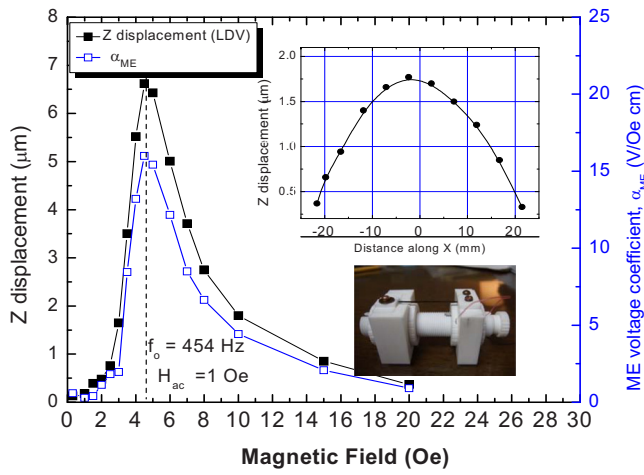 Z displacement (LDV)
α_ME
8
7
6
5
4
3
2
1
0
Z displacement (μm)
0 2 4 6 8 10 12 14 16 18 20 22 24 26 28 30
Magnetic Field (Oe)
25
20
15
10
5
0
ME voltage coefficient, α_ME (V/Oe cm)
f_o = 454 Hz
H_ac =1 Oe
2.0
1.5
1.0
0.5
Z displacement (μm)
-20 -10 0 10 20
Distance along X (mm)